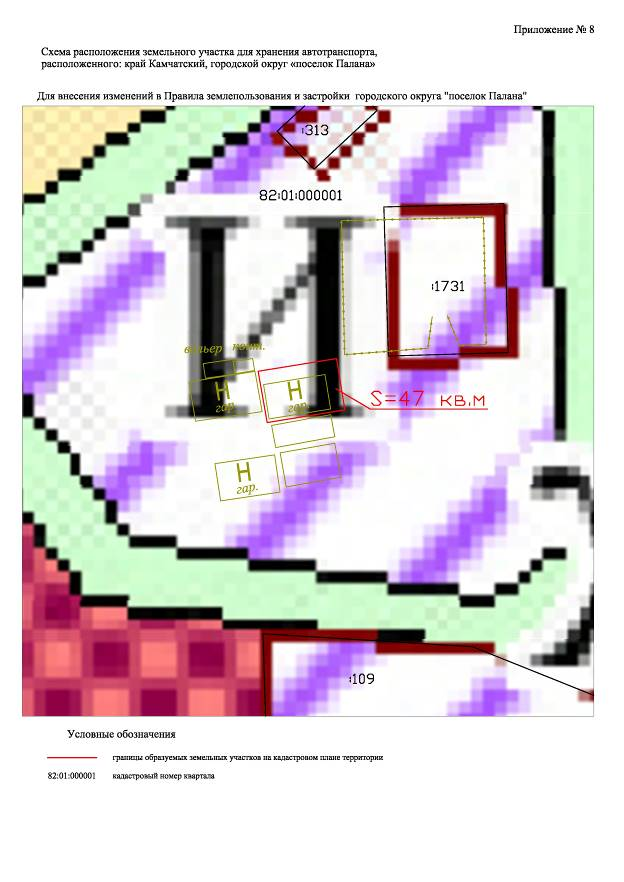 Приложение № 8
Схема расположения земельного участка для хранения автотранспорта,
расположенного: край Камчатский, городской округ «поселок Палана»
Для внесения изменений в Правила землепользования и застройки городского округа "поселок Палана"
:313
82:01:000001
:1731
вольер конт.
Н
гар.
Н
гар.
S=47 кв.м
Н
гар.
:109
Условные обозначения
границы образуемых земельных участков на кадастровом плане территории
82:01:000001 кадастровый номер квартала